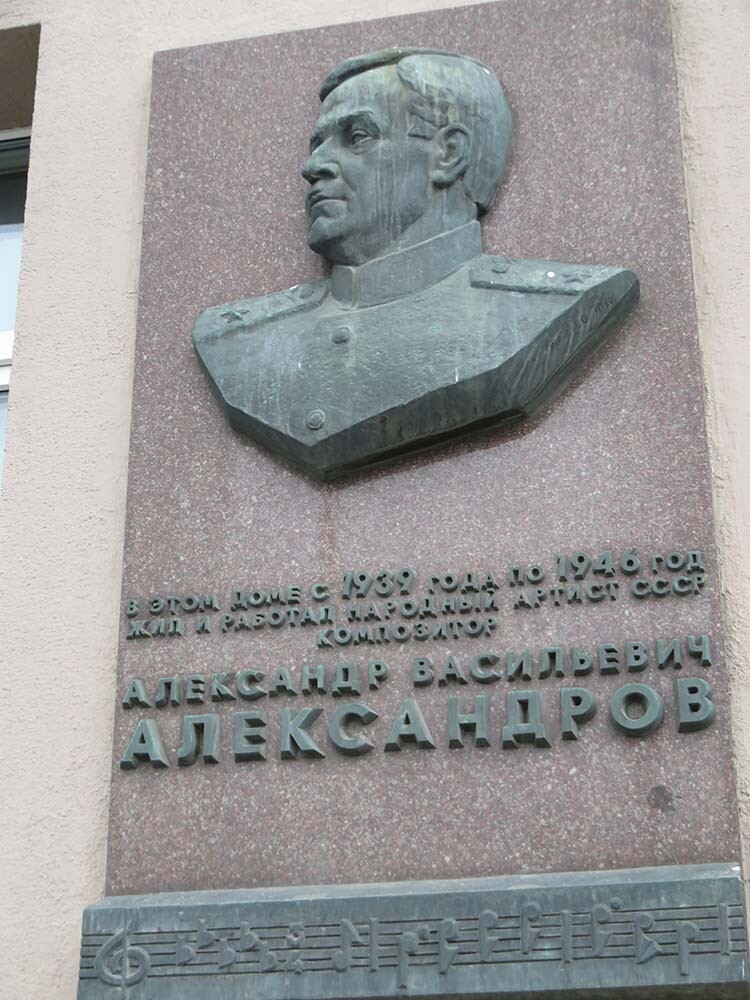 В ЭТОМ ДОМЕ С 1939 ГОДА ПО 1946 ГОД
ЖИЛ И РАБОТАЛ НАРОДНЫЙ АРТИСТ СССР
КОМПОЗИТОР
АЛЕКСАНДР ВАСИЛЬЕВИЧ
АЛЕКСАНДРОВ